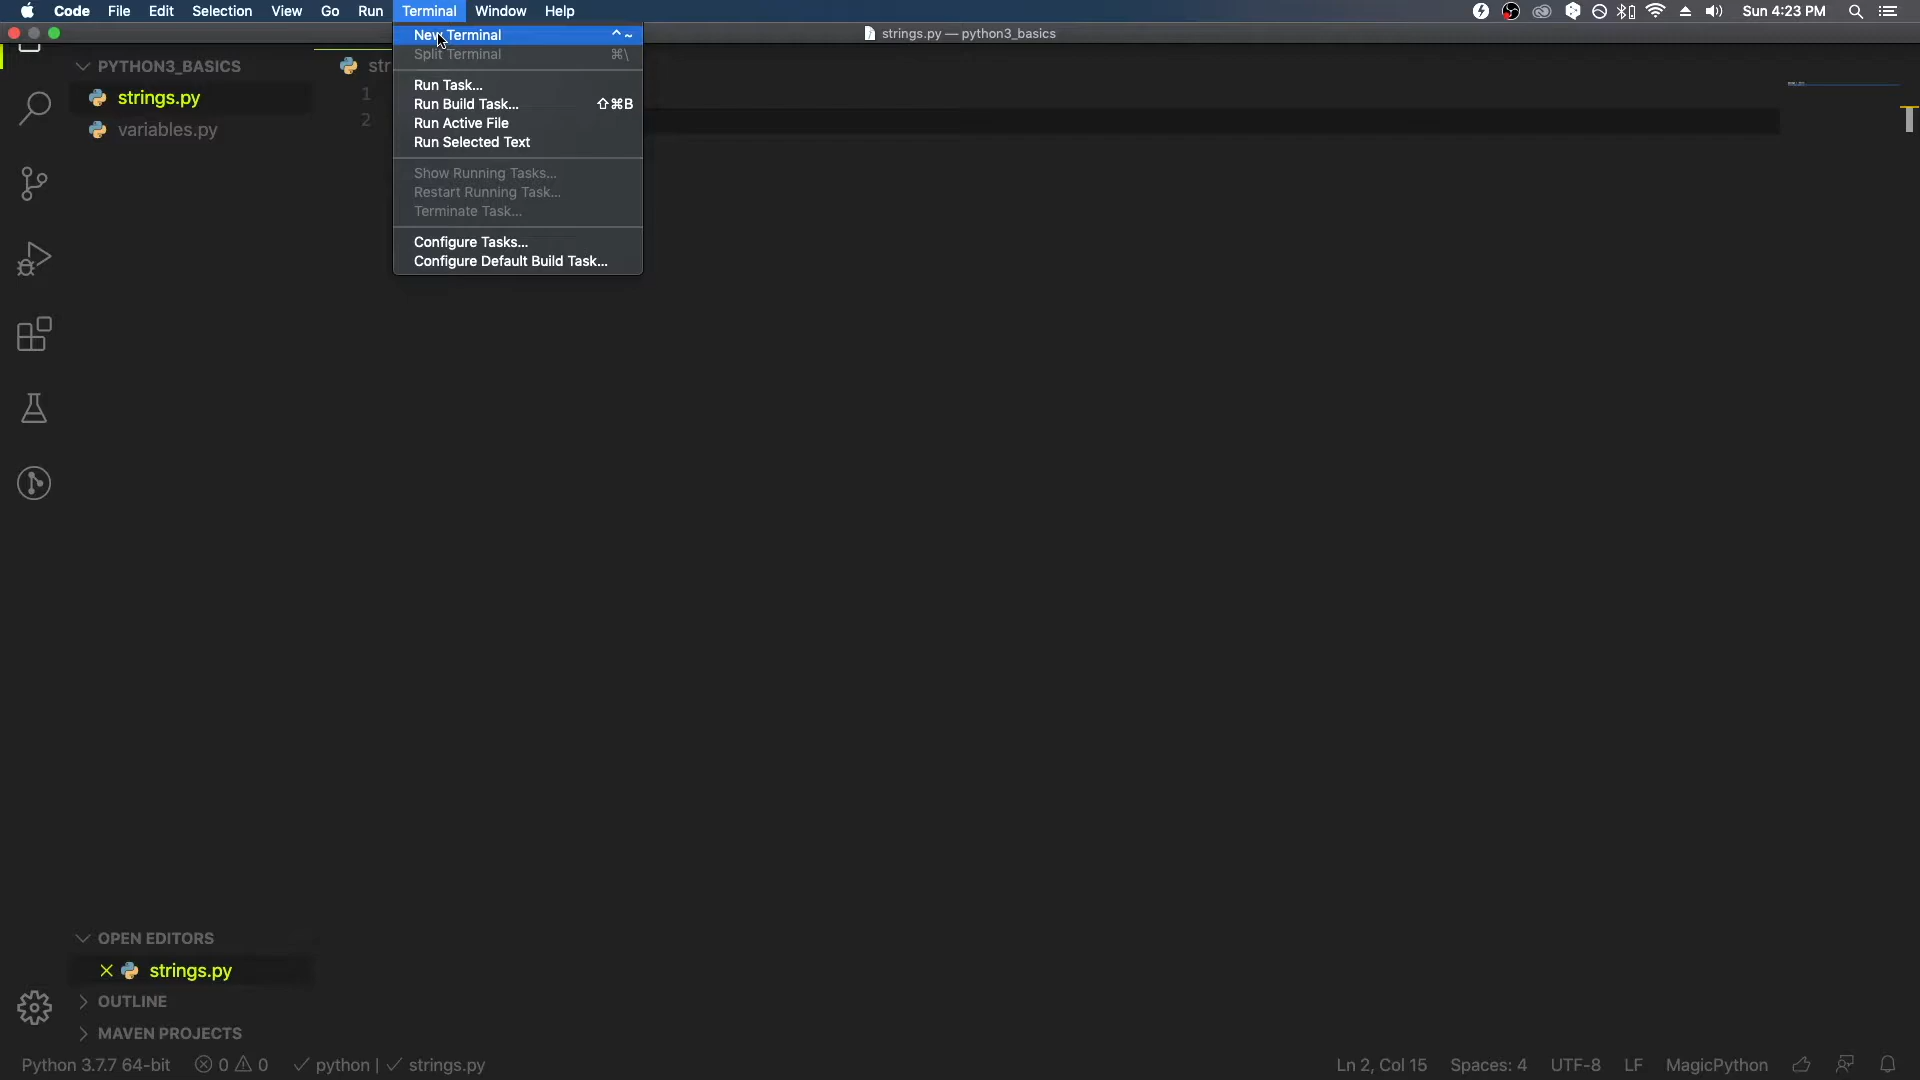 Code File Edit Selection View Go Run Terminal Window Help Sun 4:23 PM
strings.py — python3_basics
New Terminal ^~
Split Terminal ⌘\
Run Task...
Run Build Task... ⇧⌘B
Run Active File
Run Selected Text
Show Running Tasks...
Restart Running Task...
Terminate Task...
Configure Tasks...
Configure Default Build Task...
PYTHON3_BASICS
strings.py
variables.py
str
1
2
OPEN EDITORS
strings.py
OUTLINE
MAVEN PROJECTS
Python 3.7.7 64-bit 0 0 python | strings.py Ln 2, Col 15 Spaces: 4 UTF-8 LF MagicPython